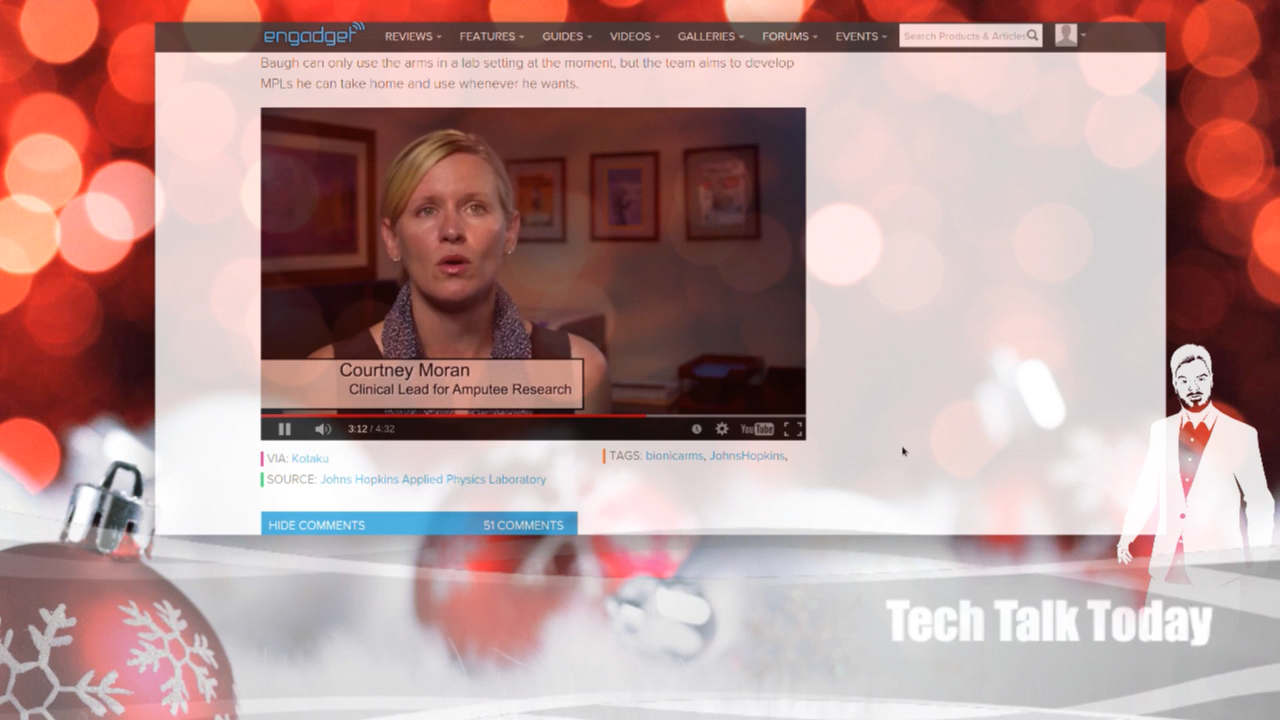 engadget
REVIEWS FEATURES GUIDES VIDEOS GALLERIES FORUMS EVENTS Search Products & Articles
Baugh can only use the arms in a lab setting at the moment, but the team aims to develop
MPLs he can take home and use whenever he wants.
Courtney Moran
Clinical Lead for Amputee Research
3:12 / 4:32 YouTube
VIA: Kotaku
TAGS: bionicarms, JohnsHopkins,
SOURCE: Johns Hopkins Applied Physics Laboratory
HIDE COMMENTS 51 COMMENTS
Tech Talk Today